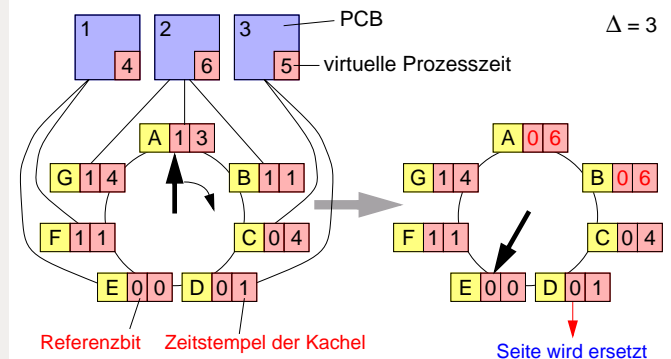 1 2 3 PCB Δ = 3
4 6 5 virtuelle Prozesszeit
A 1 3
G 1 4 B 1 1
F 1 1 C 0 4
E 0 0 D 0 1
Referenzbit Zeitstempel der Kachel
A 0 6
G 1 4 B 0 6
F 1 1 C 0 4
E 0 0 D 0 1
Seite wird ersetzt